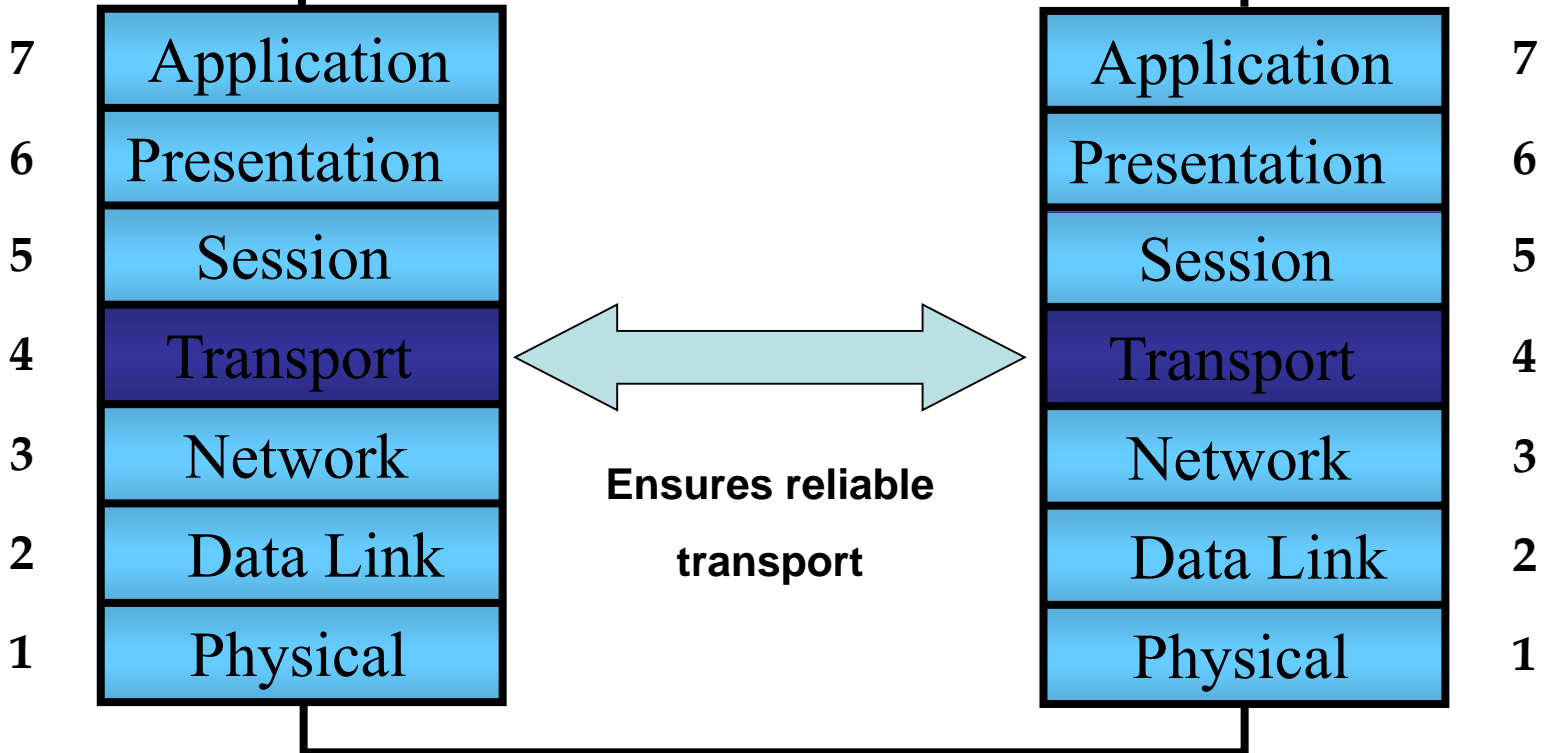 7 Application Application 7
6 Presentation Presentation 6
5 Session Session 5
4 Transport Transport 4
3 Network Network 3
Ensures reliable
transport
2 Data Link Data Link 2
1 Physical Physical 1